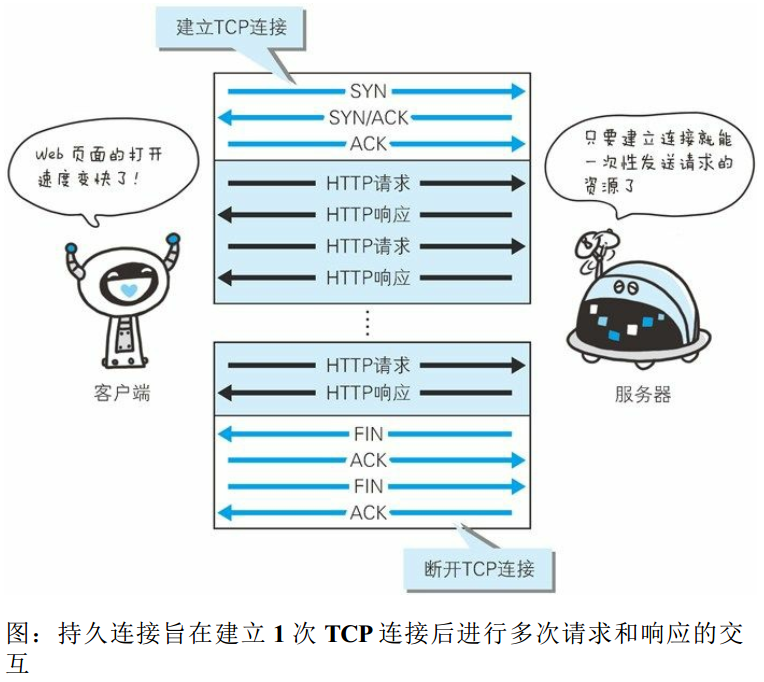 建立TCP连接
SYN
SYN/ACK
ACK
Web 页面的打开
速度变快了!
只要建立连接就能
一次性发送请求的
资源了
HTTP请求
HTTP响应
HTTP请求
HTTP响应
HTTP请求
HTTP响应
客户端
服务器
FIN
ACK
FIN
ACK
断开TCP连接
图：持久连接旨在建立 1 次 TCP 连接后进行多次请求和响应的交
互